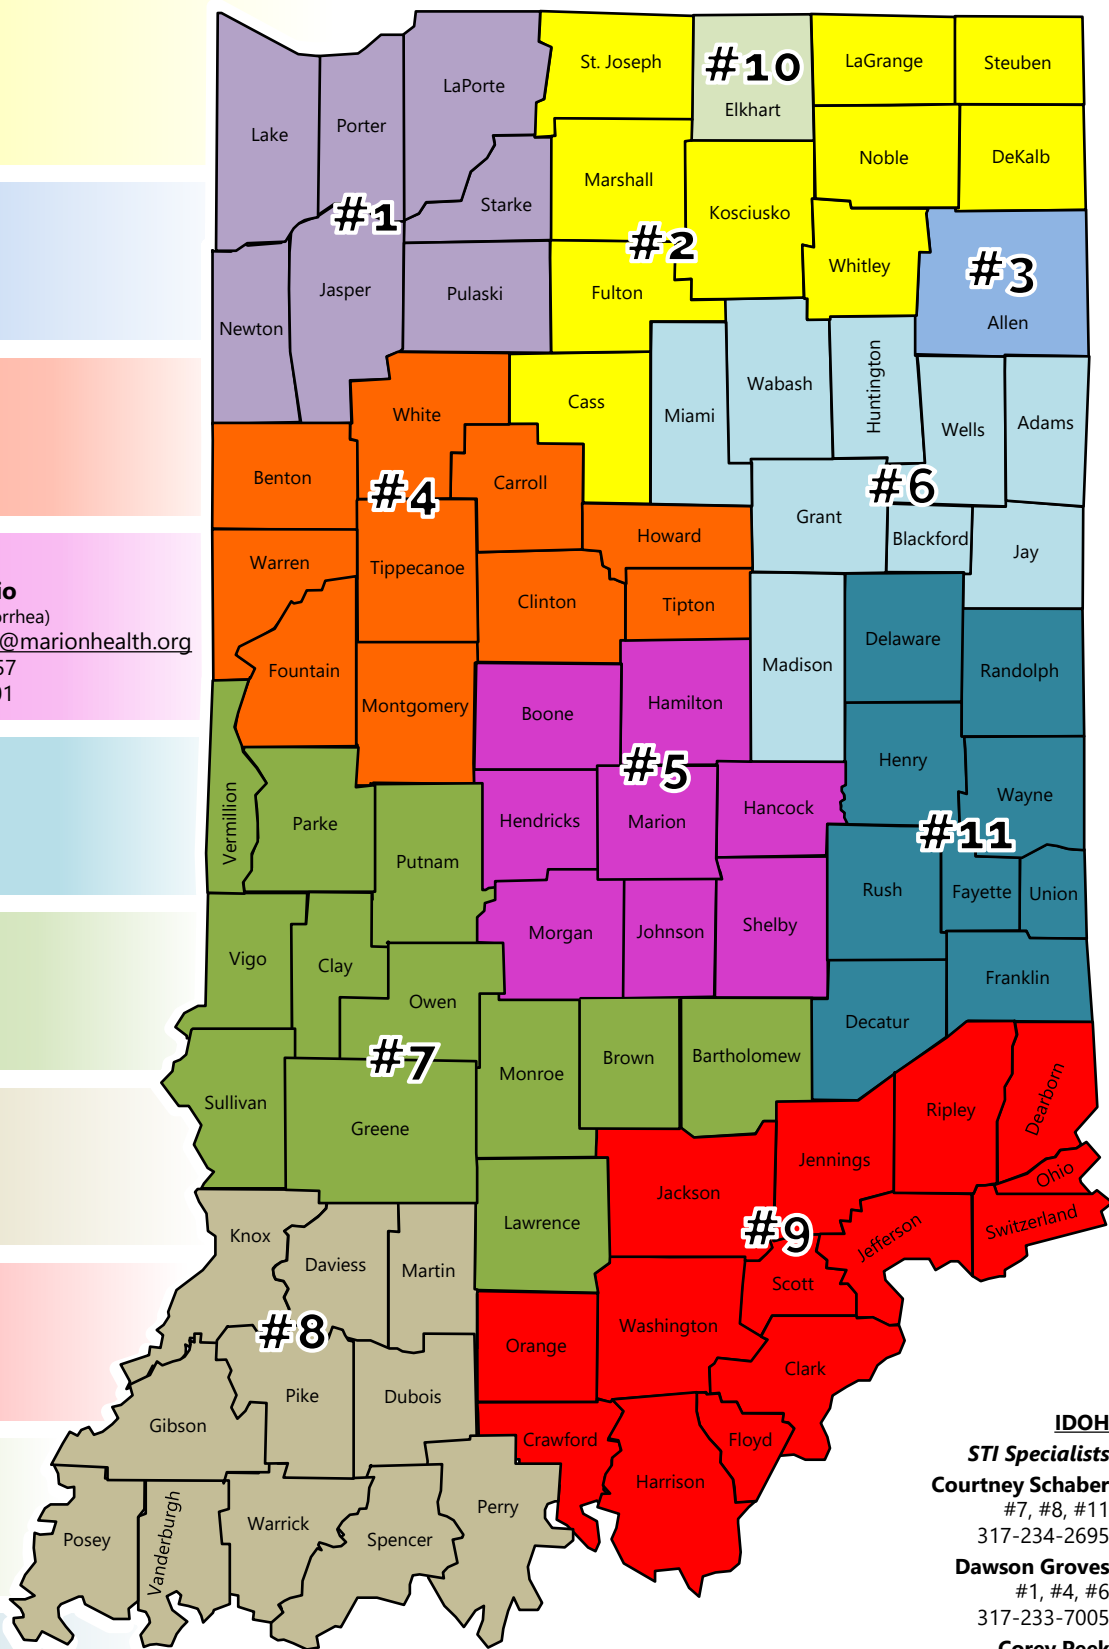 St. Joseph
#10
Elkhart
LaGrange
Steuben
LaPorte
Lake
Porter
Noble
DeKalb
Marshall
Starke
Kosciusko
#1
#2
Whitley
#3
Allen
Jasper
Pulaski
Fulton
Newton
Wabash
Huntington
White
Cass
Miami
Wells
Adams
Benton
#4
Carroll
#6
Grant
Howard
Blackford
Jay
Warren
Tippecanoe
Clinton
Tipton
io
orrhea)
@marionhealth.org
57
01
Delaware
Madison
Randolph
Fountain
Montgomery
Boone
Hamilton
#5
Henry
Wayne
Vermillion
Parke
Hendricks
Marion
Hancock
#11
Putnam
Rush
Fayette
Union
Morgan
Johnson
Shelby
Vigo
Clay
Owen
Franklin
Decatur
#7
Monroe
Brown
Bartholomew
Sullivan
Greene
Ripley
Dearborn
Jennings
Ohio
Jackson
Lawrence
#9
Jefferson
Switzerland
Knox
Daviess
Martin
Scott
#8
Orange
Washington
Clark
Pike
Dubois
Gibson
Crawford
Floyd
Harrison
Perry
Posey
Vanderburgh
Warrick
Spencer
IDOH
STI Specialists
Courtney Schaber
#7, #8, #11
317-234-2695
Dawson Groves
#1, #4, #6
317-233-7005
Corey Peek